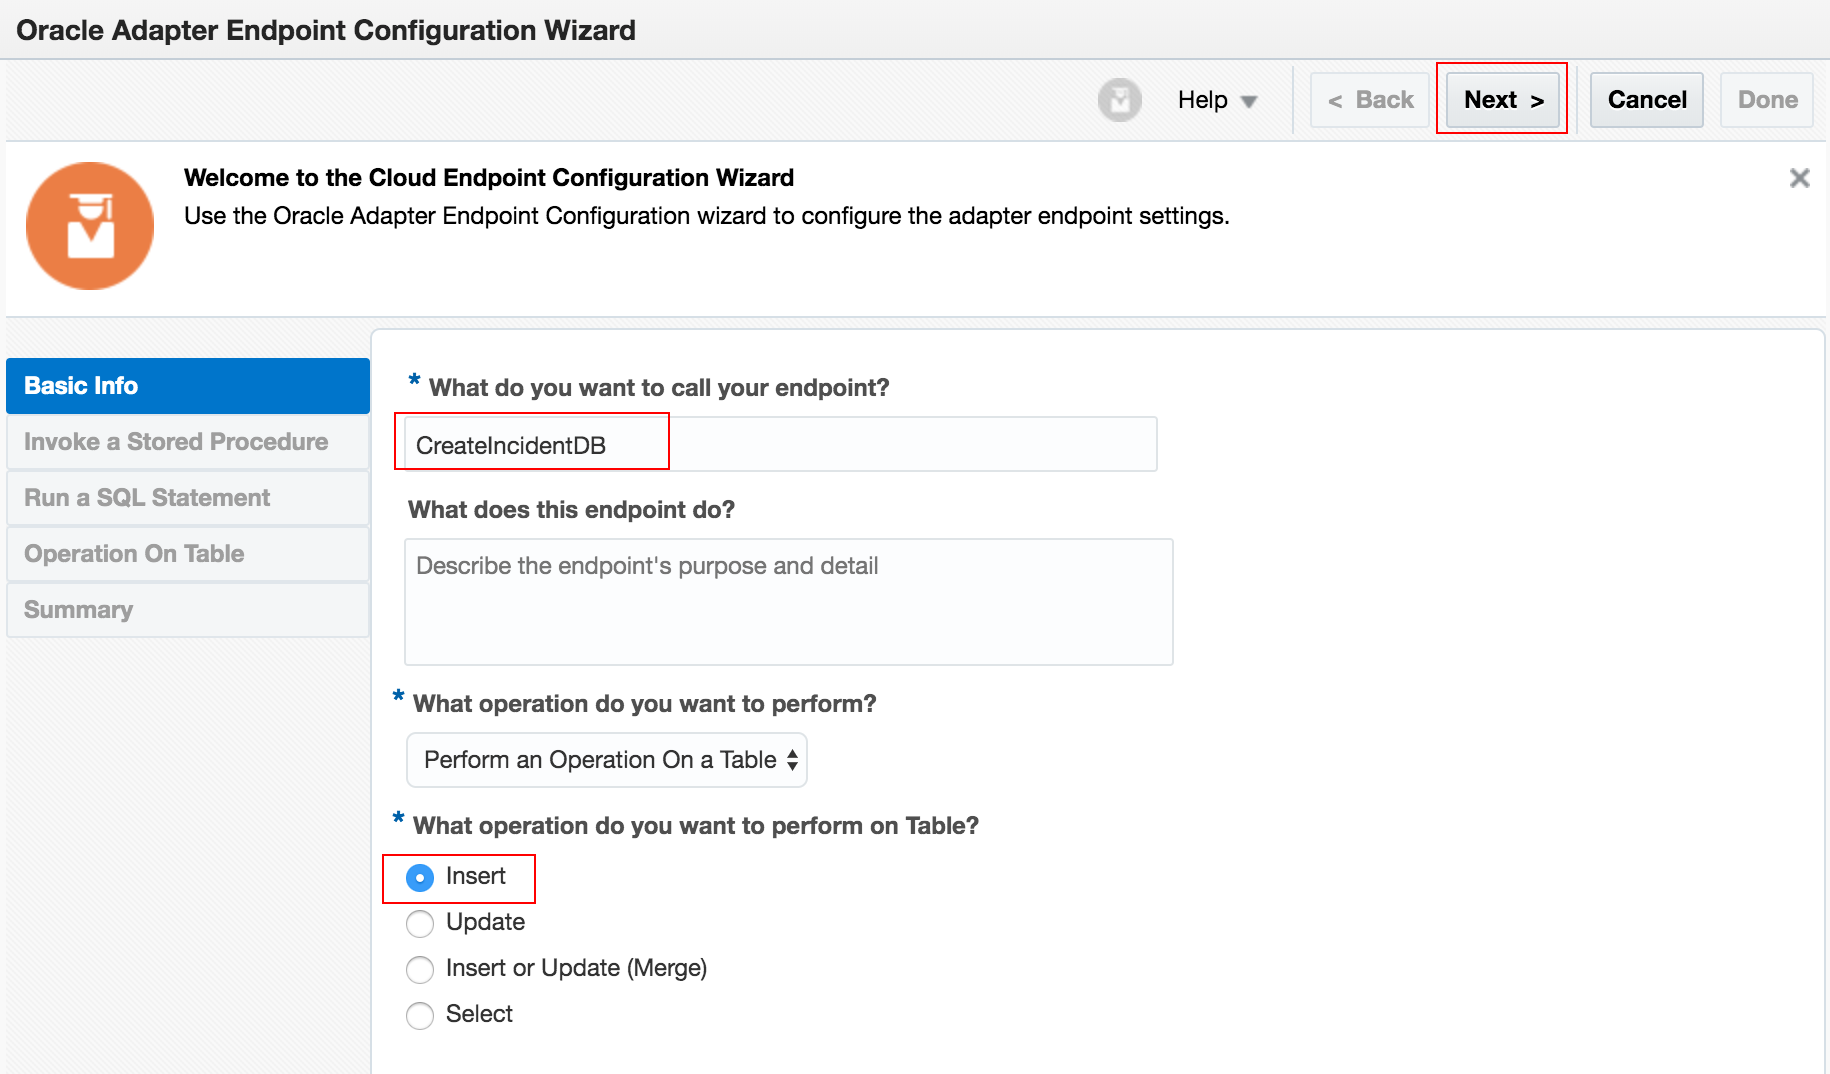 Oracle Adapter Endpoint Configuration Wizard
Help
< Back
Next >
Cancel
Done
Welcome to the Cloud Endpoint Configuration Wizard
Use the Oracle Adapter Endpoint Configuration wizard to configure the adapter endpoint settings.
Basic Info
Invoke a Stored Procedure
Run a SQL Statement
Operation On Table
Summary
* What do you want to call your endpoint?
CreateIncidentDB
What does this endpoint do?
Describe the endpoint's purpose and detail
* What operation do you want to perform?
Perform an Operation On a Table
* What operation do you want to perform on Table?
Insert
Update
Insert or Update (Merge)
Select